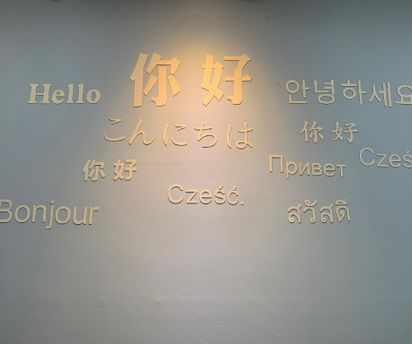 Hello 你好 안녕하세요
こんにちは 你好
你好 Привет Cześ
Bonjour Cześć. สวัสดี